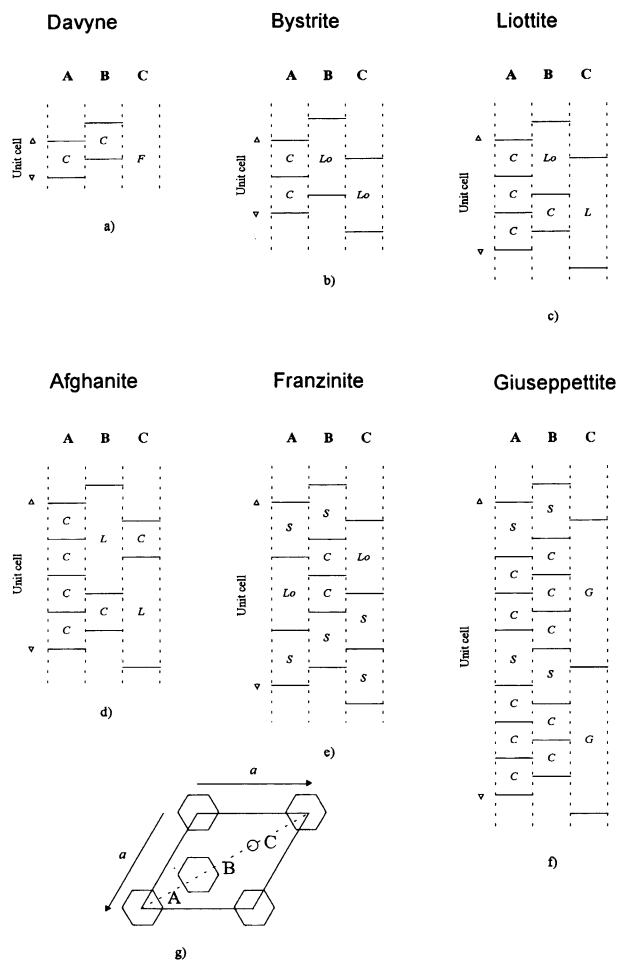 Davyne
Bystrite
Liottite
A B C
A B C
A B C
Unit cell
C
C
F
a)
Unit cell
C
Lo
C
Lo
b)
Unit cell
C
Lo
C
C
C
L
c)
Afghanite
Franzinite
Giuseppettite
A B C
A B C
A B C
Unit cell
C
L
C
C
C
C
C
L
d)
Unit cell
S
S
C
Lo
Lo
C
S
S
S
S
e)
Unit cell
S
S
C
C
C
G
C
C
S
S
C
C
C
C
C
G
f)
a
a
A
B
C
g)